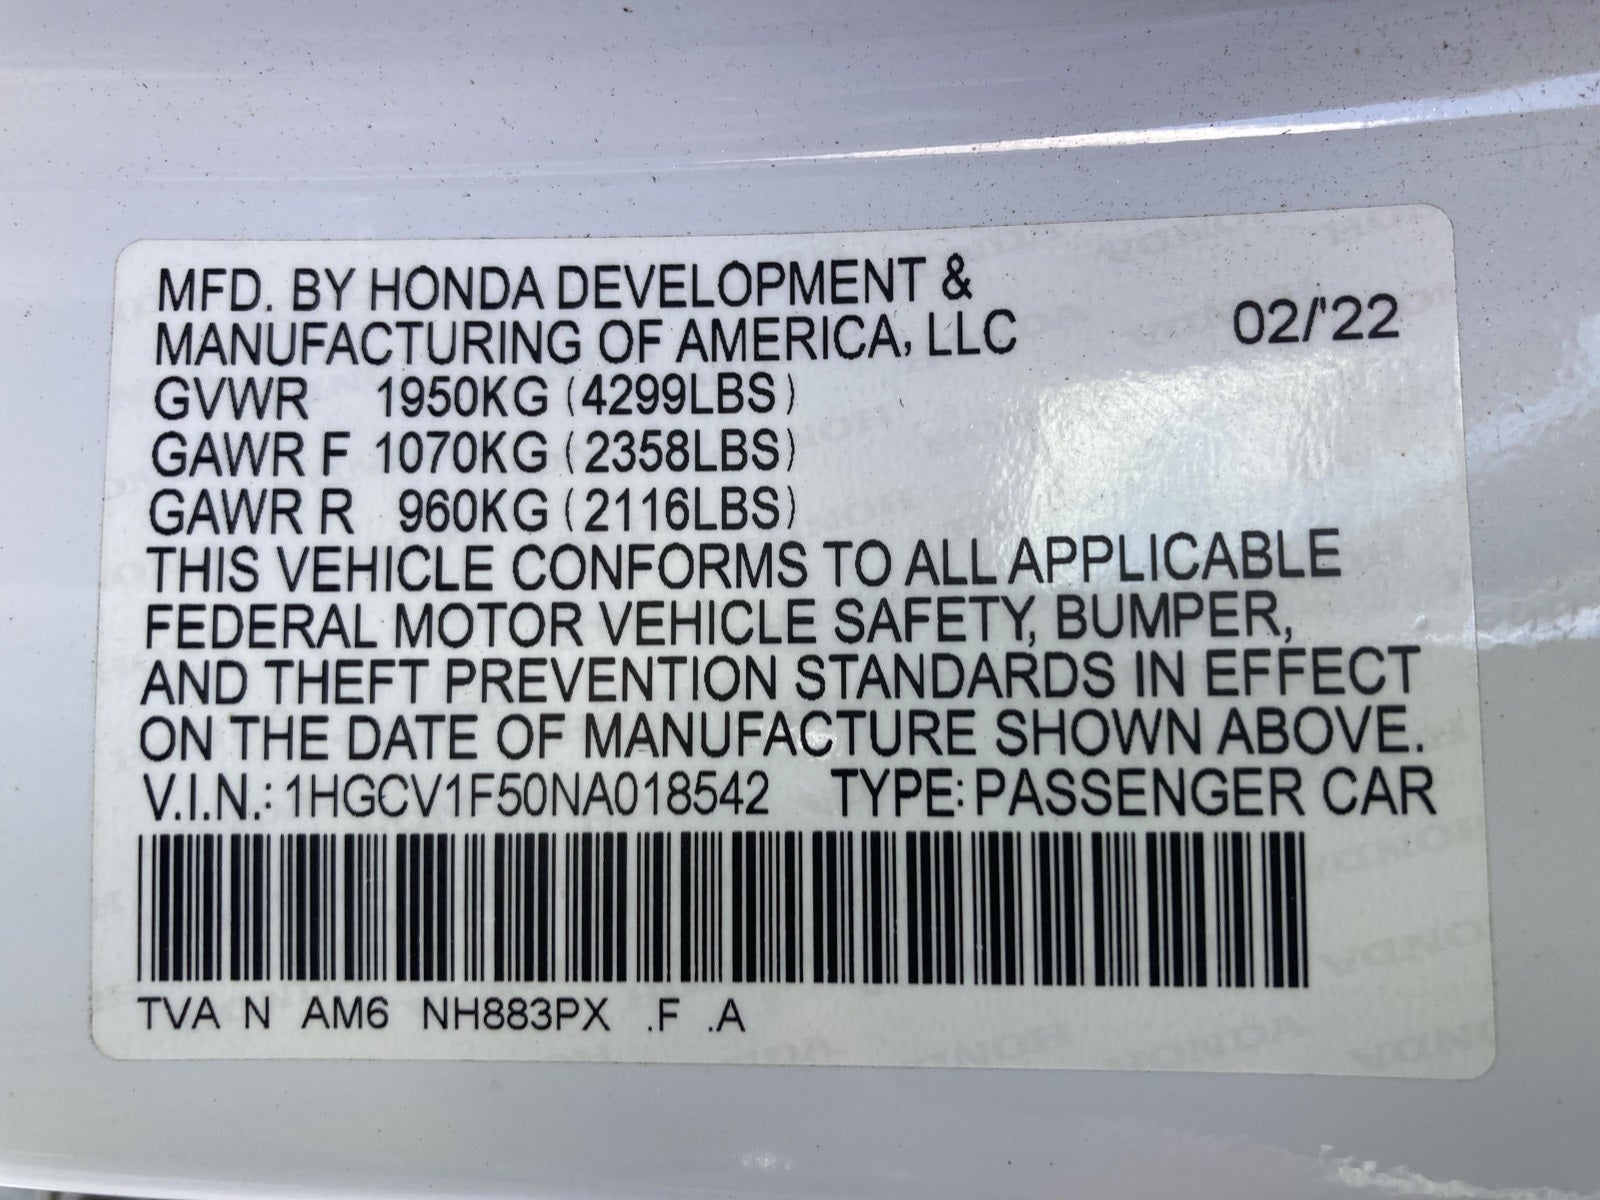 MFD. BY HONDA DEVELOPMENT &
MANUFACTURING OF AMERICA, LLC 02/'22
GVWR 1950KG (4299LBS)
GAWR F 1070KG (2358LBS)
GAWR R 960KG (2116LBS)
THIS VEHICLE CONFORMS TO ALL APPLICABLE
FEDERAL MOTOR VEHICLE SAFETY, BUMPER,
AND THEFT PREVENTION STANDARDS IN EFFECT
ON THE DATE OF MANUFACTURE SHOWN ABOVE.
V.I.N.: 1HGCV1F50NA018542 TYPE: PASSENGER CAR
TVA N AM6 NH883PX .F .A